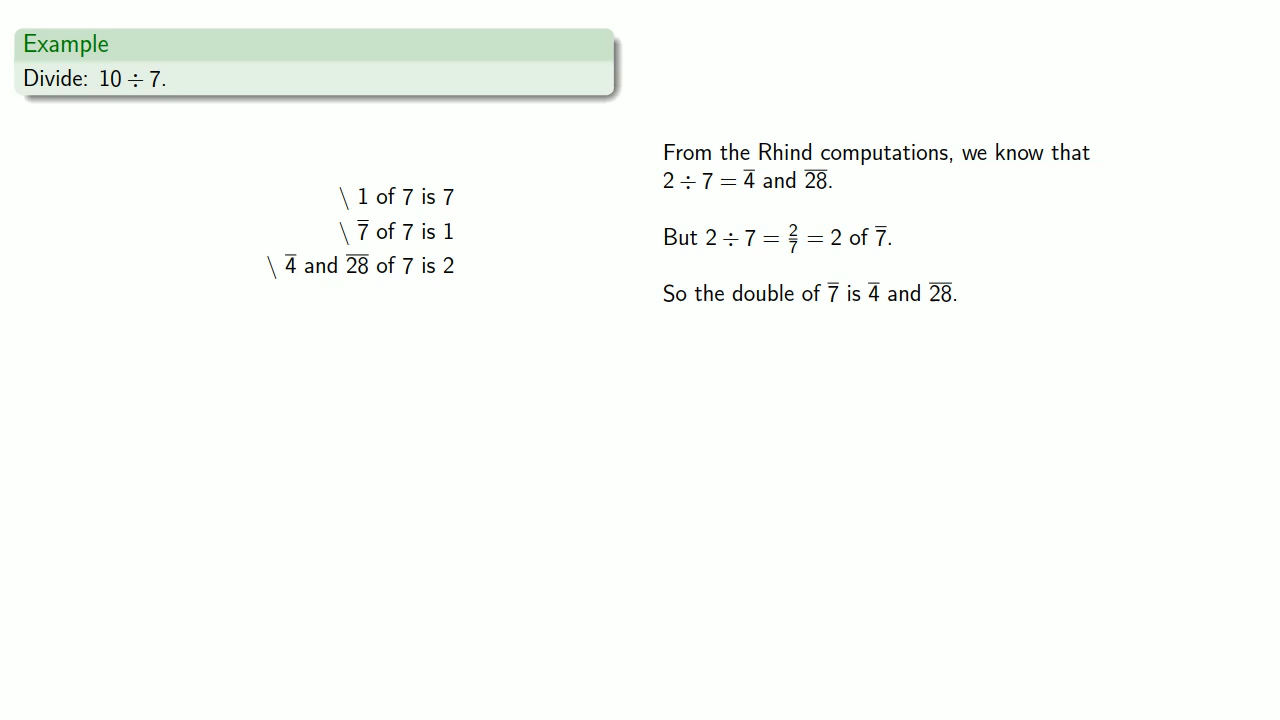 Example
Divide: 10 ÷ 7.
\ 1 of 7 is 7
\ 7̅ of 7 is 1
\ 4̅ and 2̅8̅ of 7 is 2
From the Rhind computations, we know that
2 ÷ 7 = 4̅ and 2̅8̅.
But 2 ÷ 7 = 2/7 = 2 of 7̅.
So the double of 7̅ is 4̅ and 2̅8̅.